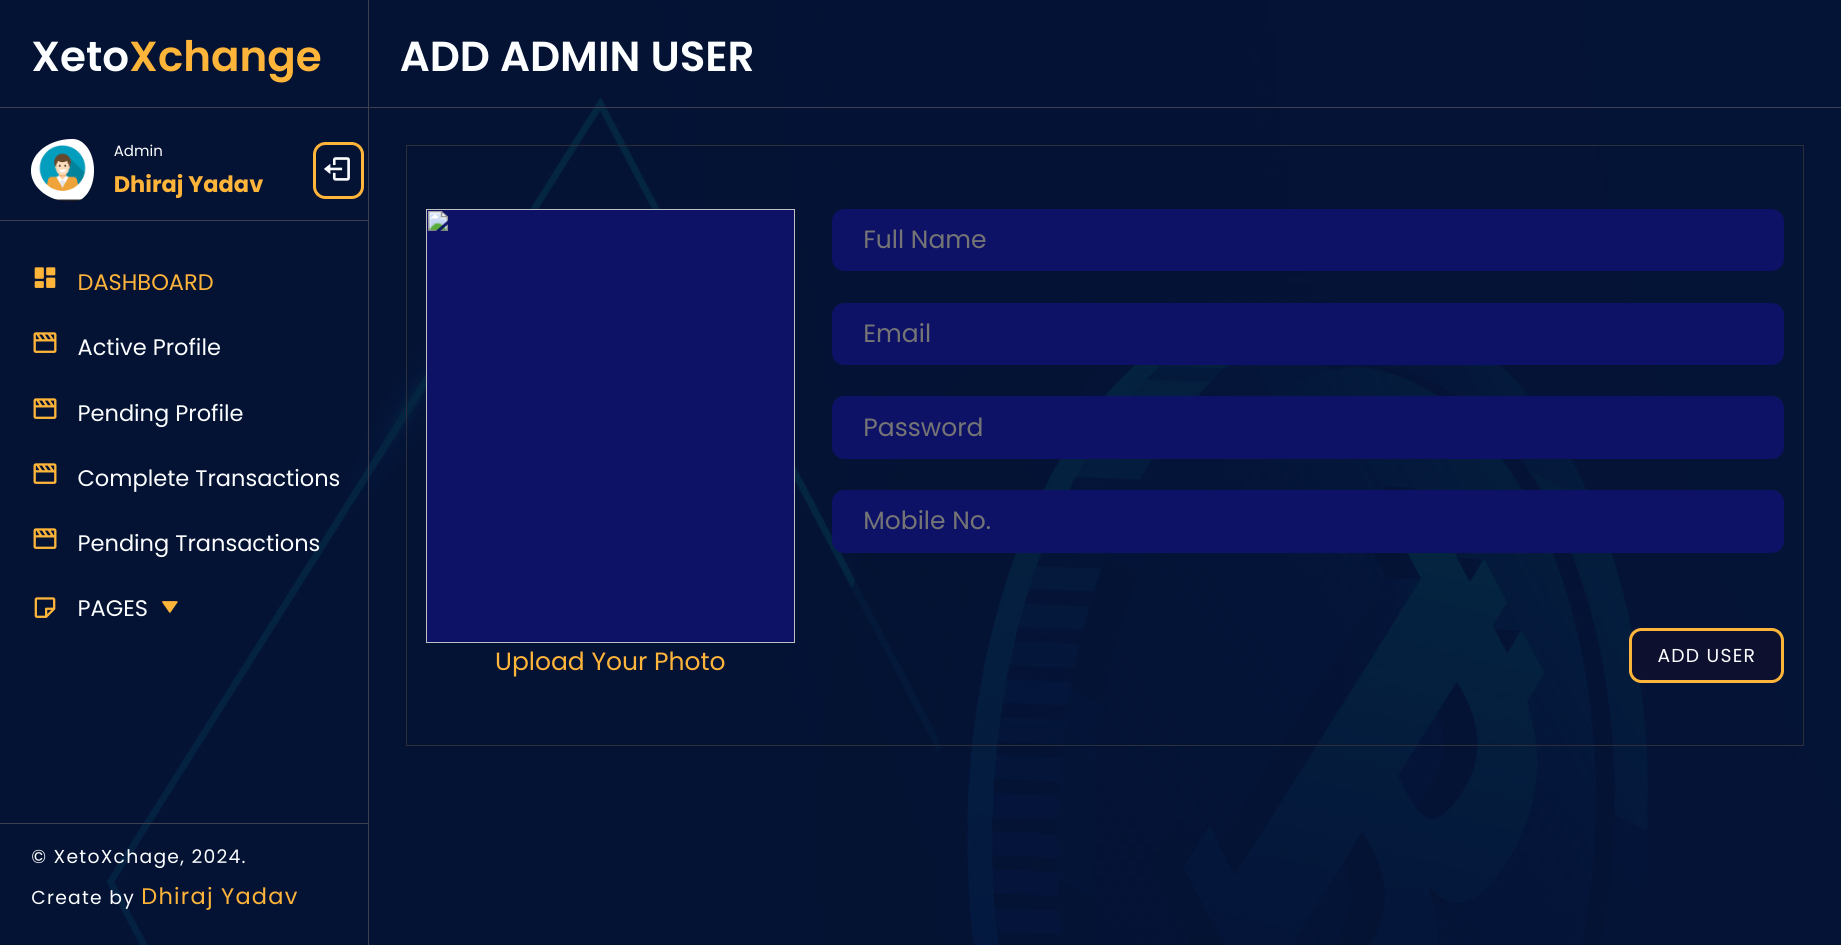 XetoXchange
ADD ADMIN USER
Admin
Dhiraj Yadav
DASHBOARD
Active Profile
Pending Profile
Complete Transactions
Pending Transactions
PAGES
Full Name
Email
Password
Mobile No.
Upload Your Photo
ADD USER
© XetoXchage, 2024.
Create by Dhiraj Yadav